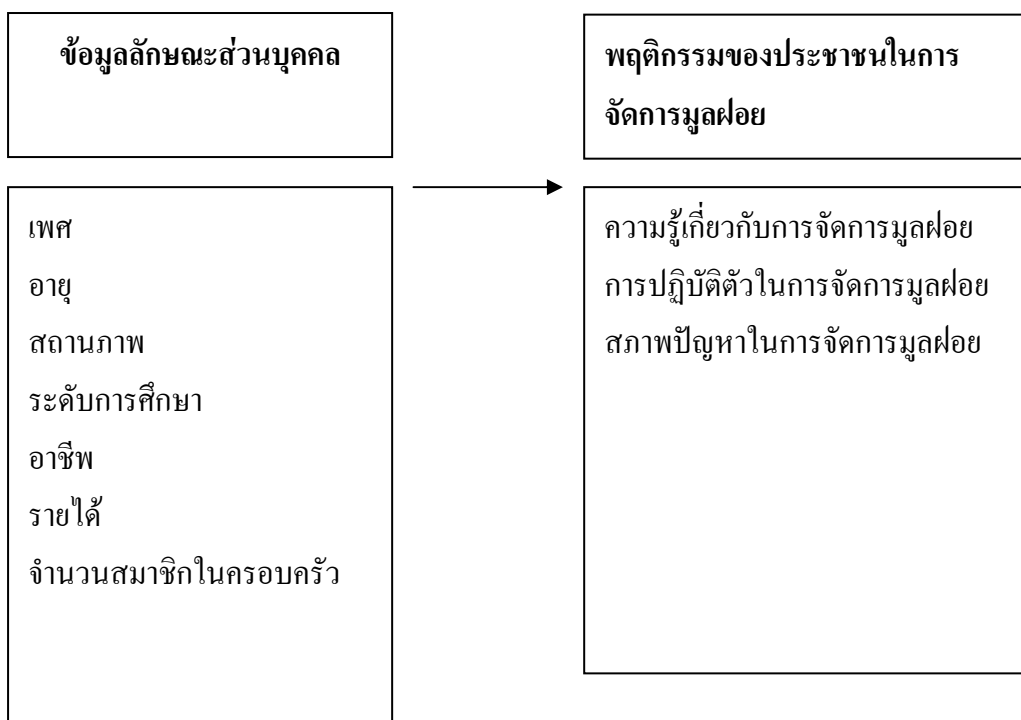 ข้อมูลลักษณะส่วนบุคคล
เพศ
อายุ
สถานภาพ
ระดับการศึกษา
อาชีพ
รายได้
จำนวนสมาชิกในครอบครัว
พฤติกรรมของประชาชนในการ
จัดการมูลฝอย
ความรู้เกี่ยวกับการจัดการมูลฝอย
การปฏิบัติตัวในการจัดการมูลฝอย
สภาพปัญหาในการจัดการมูลฝอย